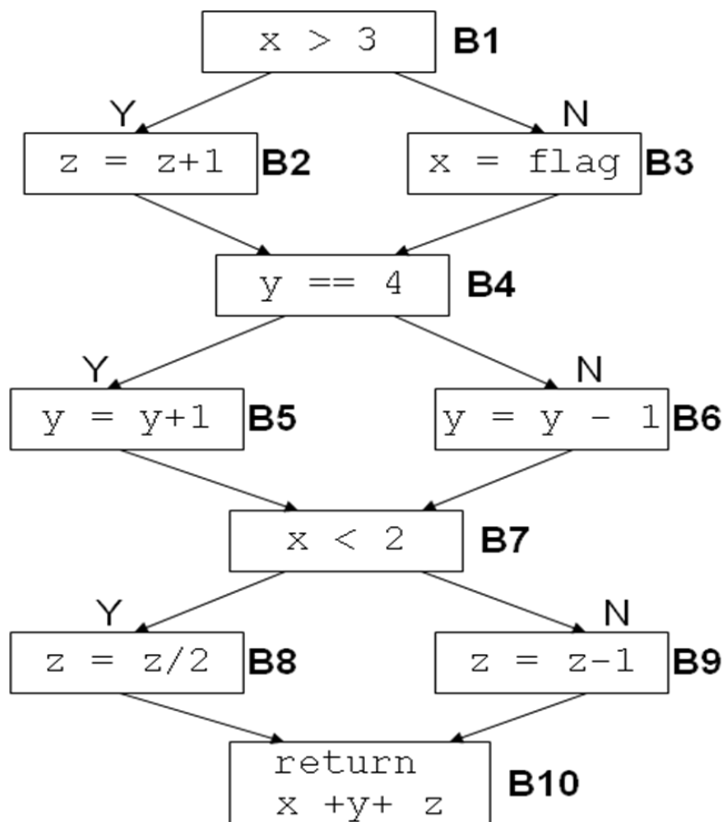 x > 3 B1
Y N
z = z+1 B2 x = flag B3
y == 4 B4
Y N
y = y+1 B5 y = y - 1 B6
x < 2 B7
Y N
z = z/2 B8 z = z-1 B9
return
x +y+ z B10